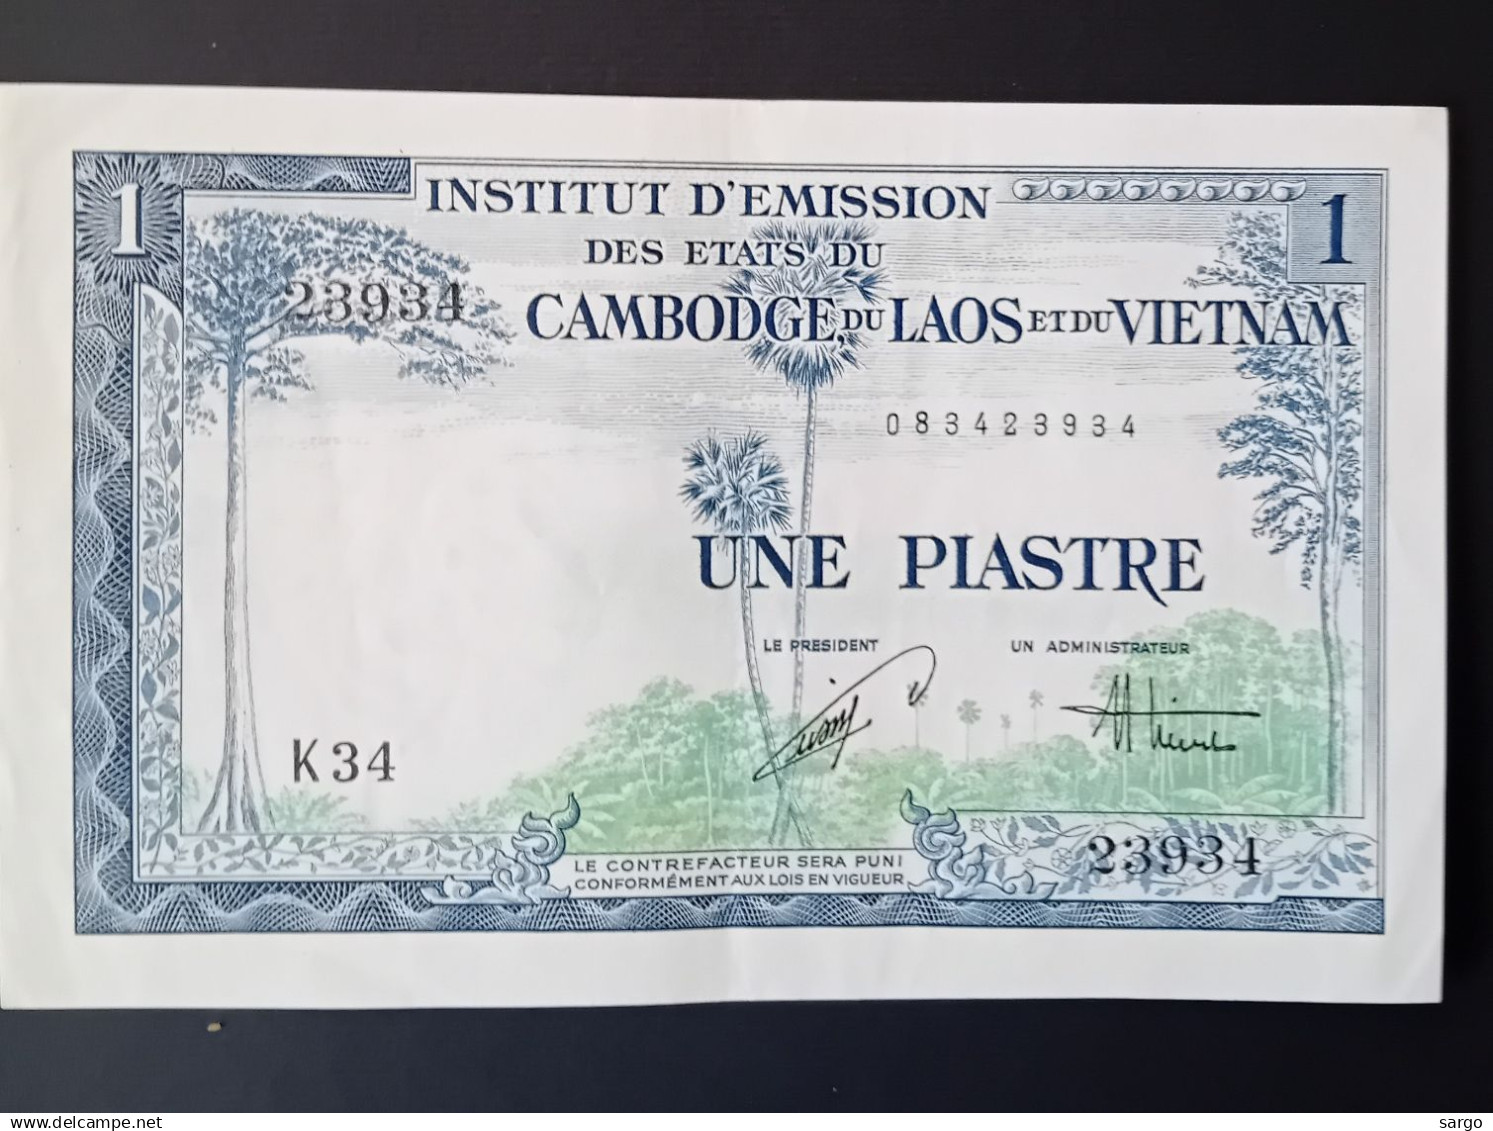 1
INSTITUT D'EMISSION
1
DES ETATS DU
23934
CAMBODGE, DU LAOS ET DU VIETNAM
083423934
UNE PIASTRE
LE PRESIDENT
UN ADMINISTRATEUR
K34
23934
LE CONTREFACTEUR SERA PUNI
CONFORMÉMENT AUX LOIS EN VIGUEUR
www.delcampe.net
sargo